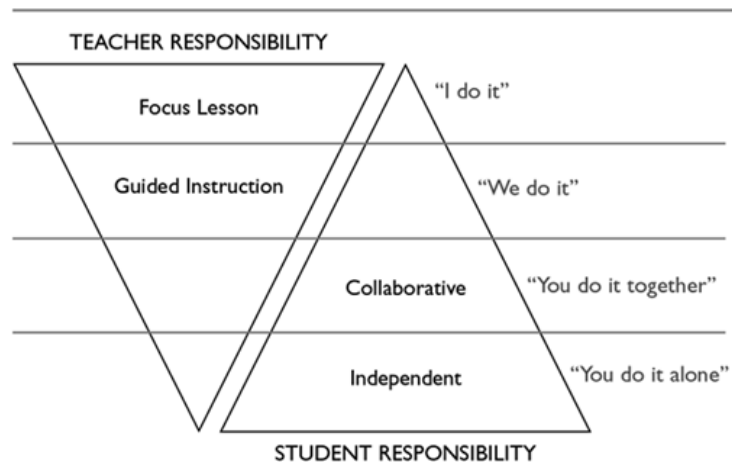 TEACHER RESPONSIBILITY
“I do it”
Focus Lesson
Guided Instruction
“We do it”
Collaborative
“You do it together”
Independent
“You do it alone”
STUDENT RESPONSIBILITY